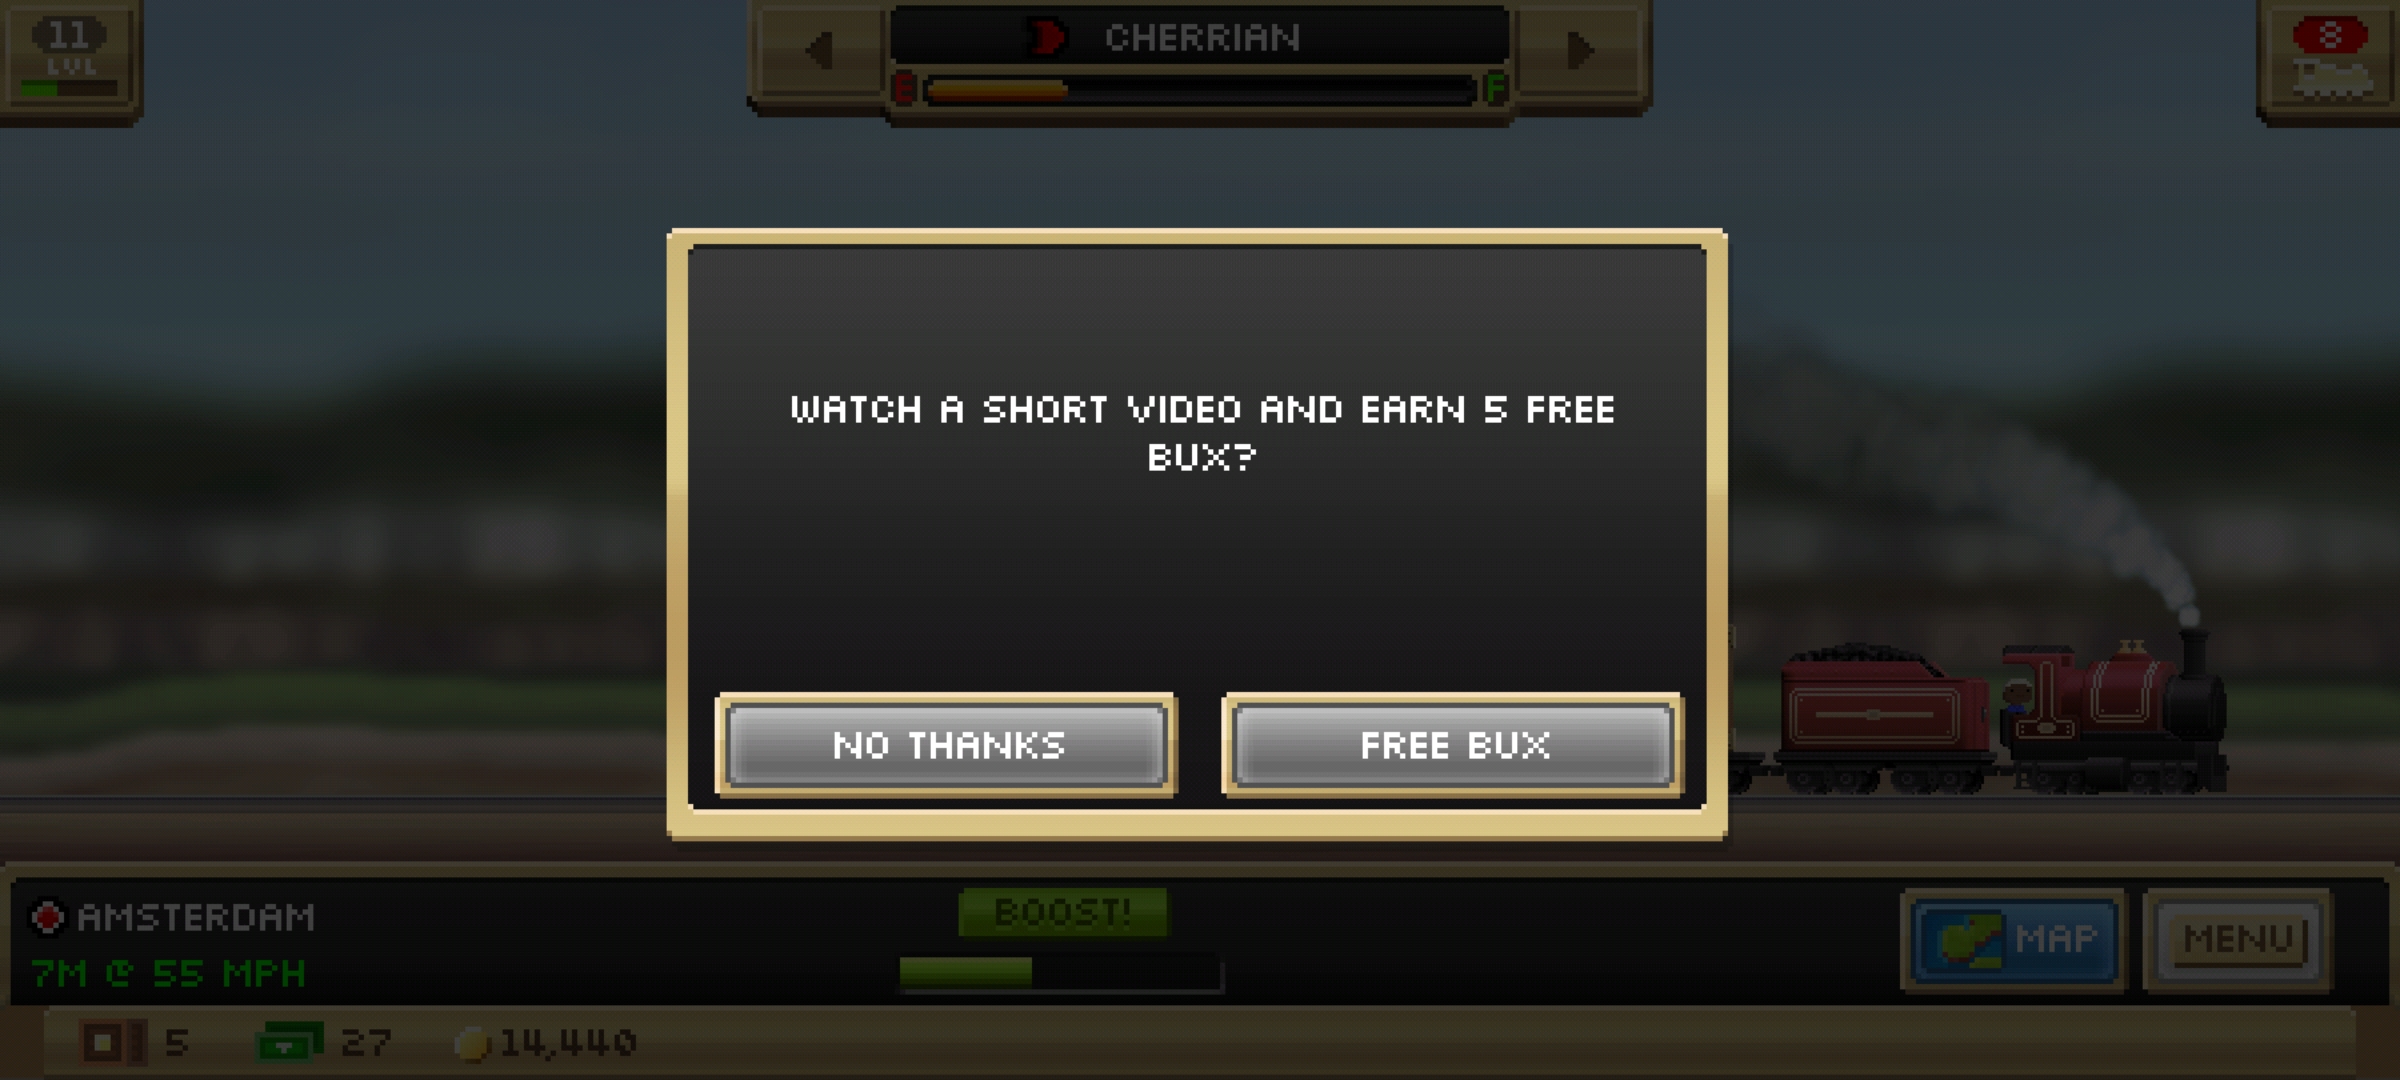 11
LVL
CHERRIAN
E
F
8
WATCH A SHORT VIDEO AND EARN 5 FREE
BUX?
NO THANKS
FREE BUX
AMSTERDAM
7M @ 55 MPH
BOOST!
MAP
MENU
5
27
14,440